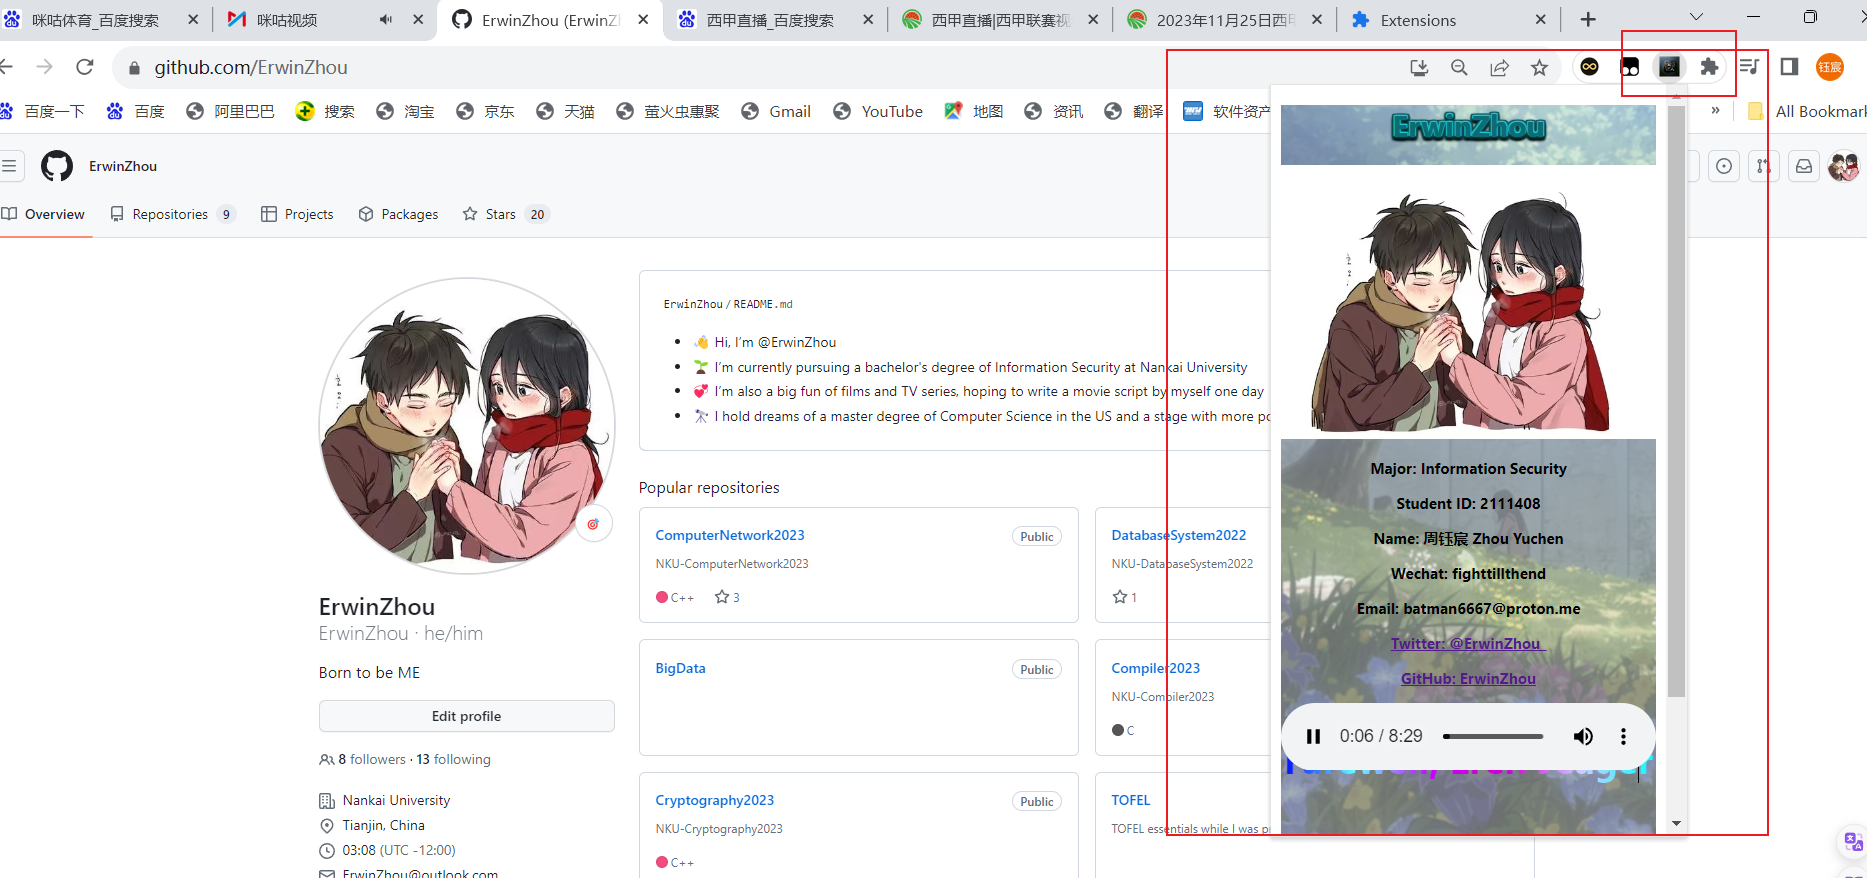 咪咕体育_百度搜索
咪咕视频
ErwinZhou (ErwinZh
西甲直播_百度搜索
西甲直播|西甲联赛视
2023年11月25日西甲
Extensions
github.com/ErwinZhou
钰宸
百度一下
百度
阿里巴巴
搜索
淘宝
京东
天猫
萤火虫惠聚
Gmail
YouTube
地图
资讯
翻译
软件资产
»
All Bookmark
ErwinZhou
Overview
Repositories 9
Projects
Packages
Stars 20
ErwinZhou / README.md
👋 Hi, I'm @ErwinZhou
🌱 I'm currently pursuing a bachelor's degree of Information Security at Nankai University
💞 I'm also a big fun of films and TV series, hoping to write a movie script by myself one day
🔭 I hold dreams of a master degree of Computer Science in the US and a stage with more po
ErwinZhou
ErwinZhou · he/him
Born to be ME
Edit profile
8 followers · 13 following
Nankai University
Tianjin, China
03:08 (UTC -12:00)
ErwinZhou@outlook.com
Popular repositories
ComputerNetwork2023
Public
NKU-ComputerNetwork2023
C++
3
DatabaseSystem2022
NKU-DatabaseSystem2022
1
BigData
Public
Compiler2023
NKU-Compiler2023
C
Cryptography2023
Public
NKU-Cryptography2023
C++
TOFEL
TOFEL essentials while I was p
ErwinZhou
Major: Information Security
Student ID: 2111408
Name: 周钰宸 Zhou Yuchen
Wechat: fighttillthend
Email: batman6667@proton.me
Twitter: @ErwinZhou
GitHub: ErwinZhou
0:06 / 8:29